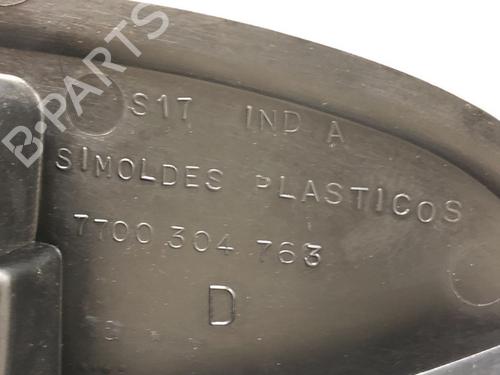 B-PARTS
S17 IND A
SIMOLDES PLASTICOS
7700 304 763
D